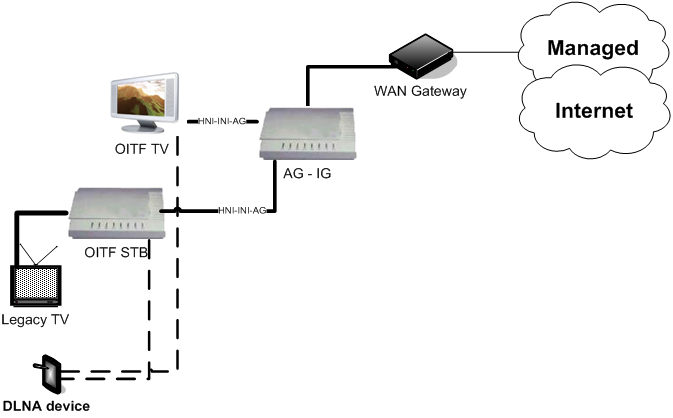 Managed
WAN Gateway
Internet
HNI-INI-AG
OITF TV
AG - IG
HNI-INI-AG
OITF STB
Legacy TV
DLNA device